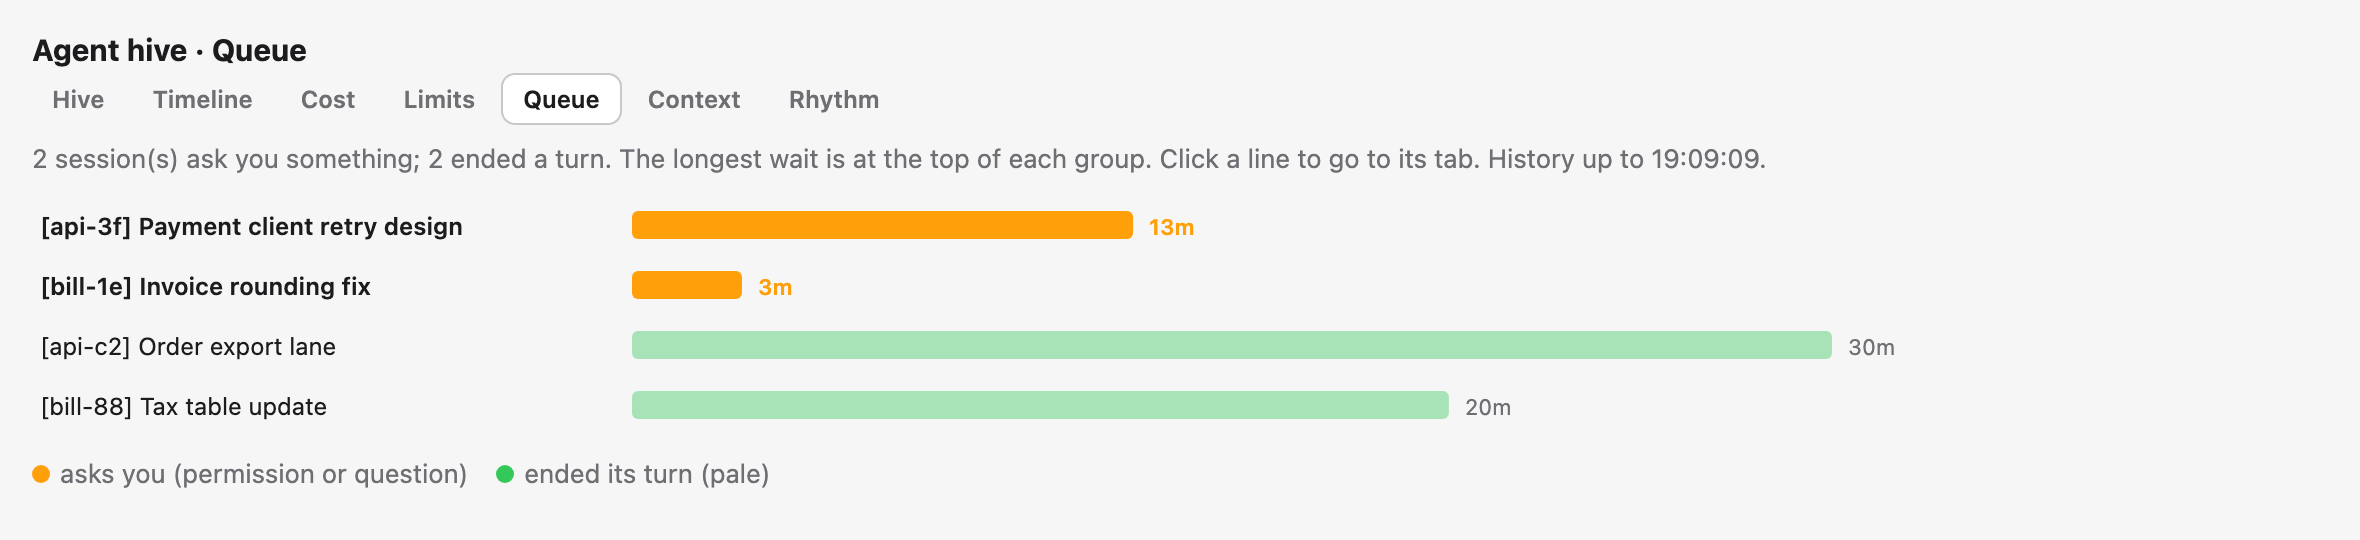 Agent hive · Queue
Hive Timeline Cost Limits Queue Context Rhythm
2 session(s) ask you something; 2 ended a turn. The longest wait is at the top of each group. Click a line to go to its tab. History up to 19:09:09.
[api-3f] Payment client retry design 13m
[bill-1e] Invoice rounding fix 3m
[api-c2] Order export lane 30m
[bill-88] Tax table update 20m
asks you (permission or question) ended its turn (pale)